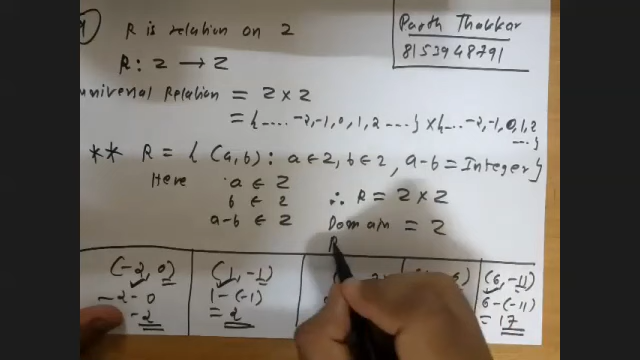 R is relation on Z
Parth Thakkar
8153948791
R: Z → Z
universal Relation = Z × Z
= {.... -2,-1,0,1,2 ....} × {... -2,-1,0,1,2 ....}
** R = { (a,b) : a ∈ Z, b ∈ Z, a-b = Integer}
Here a ∈ Z
b ∈ Z
a-b ∈ Z
∴ R = Z × Z
Domain = Z
R
(-2, 0)
-2-0
-2
(1, -1)
1-(-1)
= 2
(6, -11)
6-(-11)
= 17